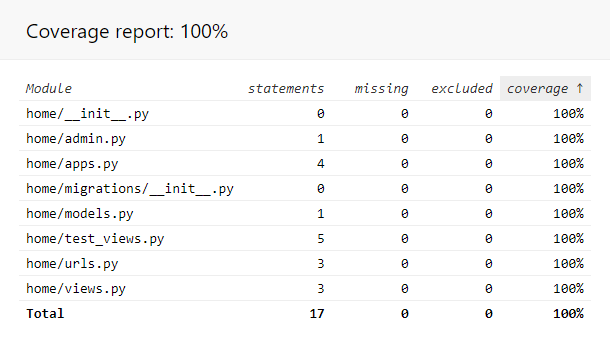 Coverage report: 100%
Module statements missing excluded coverage ↑
home/__init__.py 0 0 0 100%
home/admin.py 1 0 0 100%
home/apps.py 4 0 0 100%
home/migrations/__init__.py 0 0 0 100%
home/models.py 1 0 0 100%
home/test_views.py 5 0 0 100%
home/urls.py 3 0 0 100%
home/views.py 3 0 0 100%
Total 17 0 0 100%